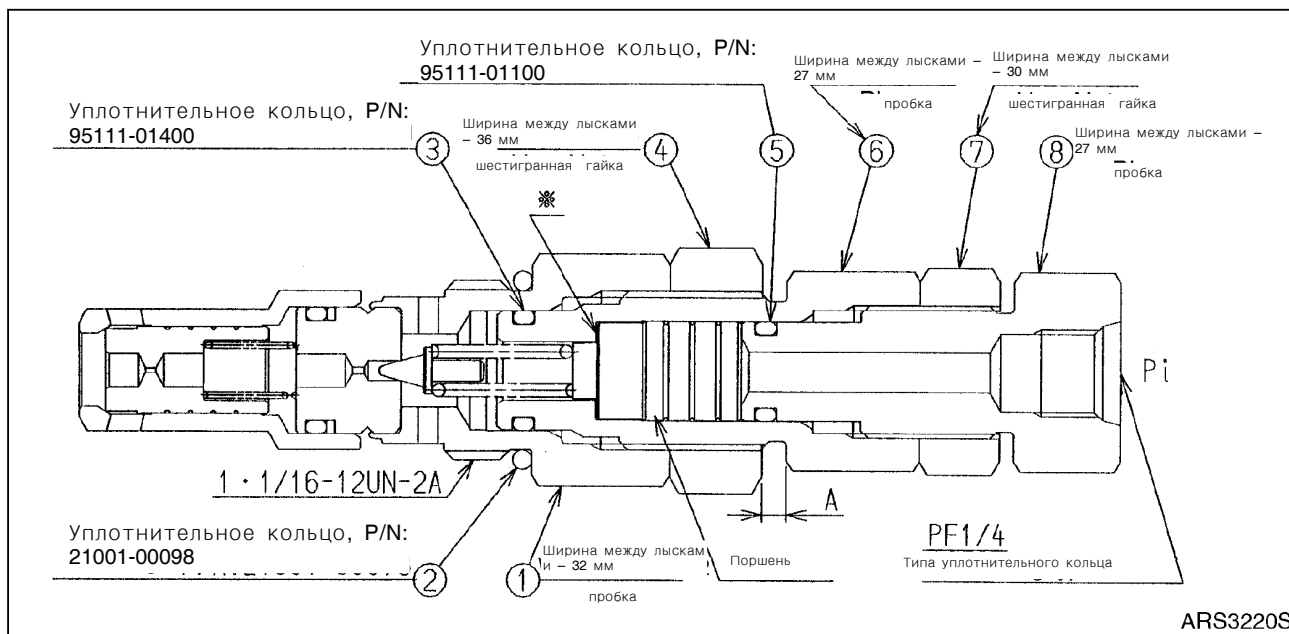 Уплотнительное кольцо, P/N:
95111-01100
Ширина между лысками –
27 мм
пробка
Ширина между лысками
– 30 мм
шестигранная гайка
Уплотнительное кольцо, P/N:
95111-01400
Ширина между лысками
– 36 мм
шестигранная гайка
3
4
5
6
7
8
Ширина между лысками –
27 мм
пробка
※
Pi
1・1/16-12UN-2A
A
Уплотнительное кольцо, P/N:
21001-00098
2
1
Ширина между лыскам
и – 32 мм
пробка
Поршень
PF1/4
Типа уплотнительного кольца
ARS3220S